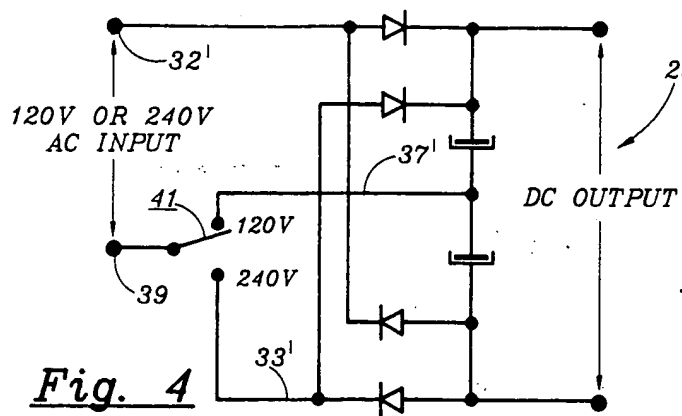 32'
2
120V OR 240V
AC INPUT
37'
41
120V
DC OUTPUT
240V
39
33'
Fig. 4